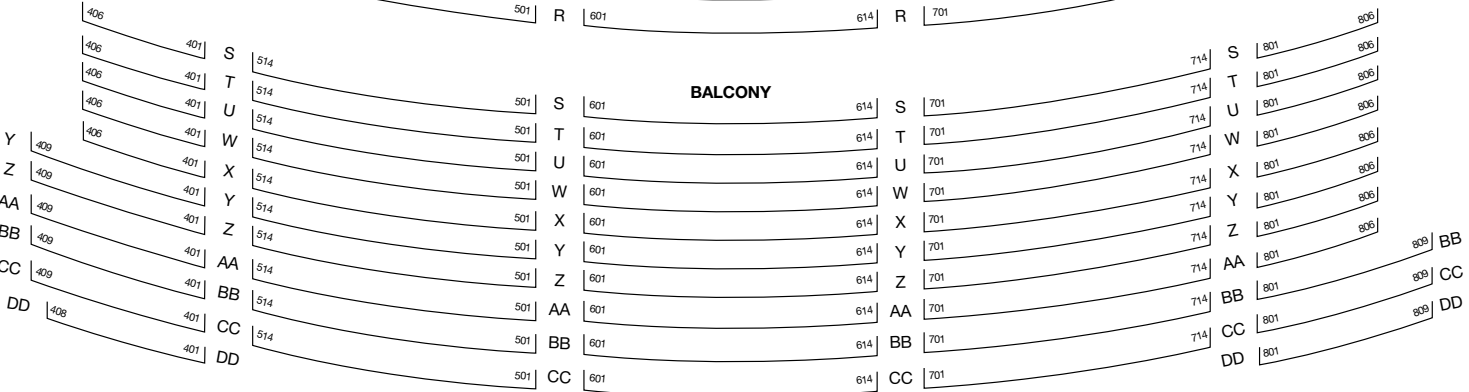 501 R 601 614 R 701
406 401 S 514 501 S 601 614 S 701 714 S 801 806
BALCONY
406 401 T 514 501 T 601 614 T 701 714 T 801 806
406 401 U 514 501 U 601 614 U 701 714 U 801 806
406 401 W 514 501 W 601 614 W 701 714 W 801 806
406 401 X 514 501 X 601 614 X 701 714 X 801 806
Y 409 401 Y 514 501 Y 601 614 Y 701 714 Y 801 806
Z 409 401 Z 514 501 Z 601 614 Z 701 714 Z 801 806
AA 409 401 AA 514 501 AA 601 614 AA 701 714 AA 801 806
BB 409 401 BB 514 501 BB 601 614 BB 701 714 BB 801 809 BB
CC 409 401 CC 514 501 CC 601 614 CC 701 714 CC 801 809 CC
DD 408 401 DD DD 801 809 DD